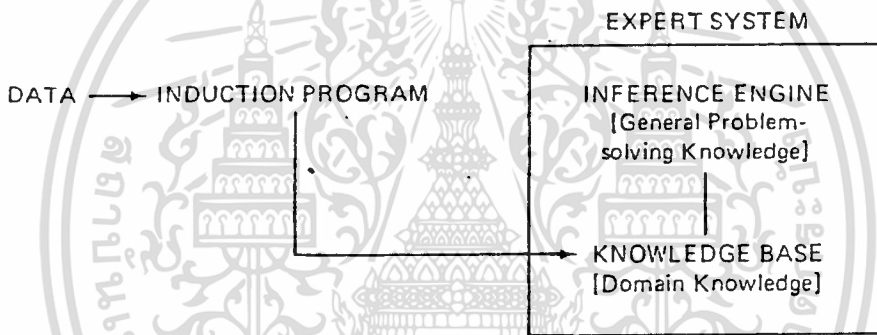 EXPERT SYSTEM
DATA INDUCTION PROGRAM
INFERENCE ENGINE
[General Problem-
solving Knowledge]
KNOWLEDGE BASE
[Domain Knowledge]